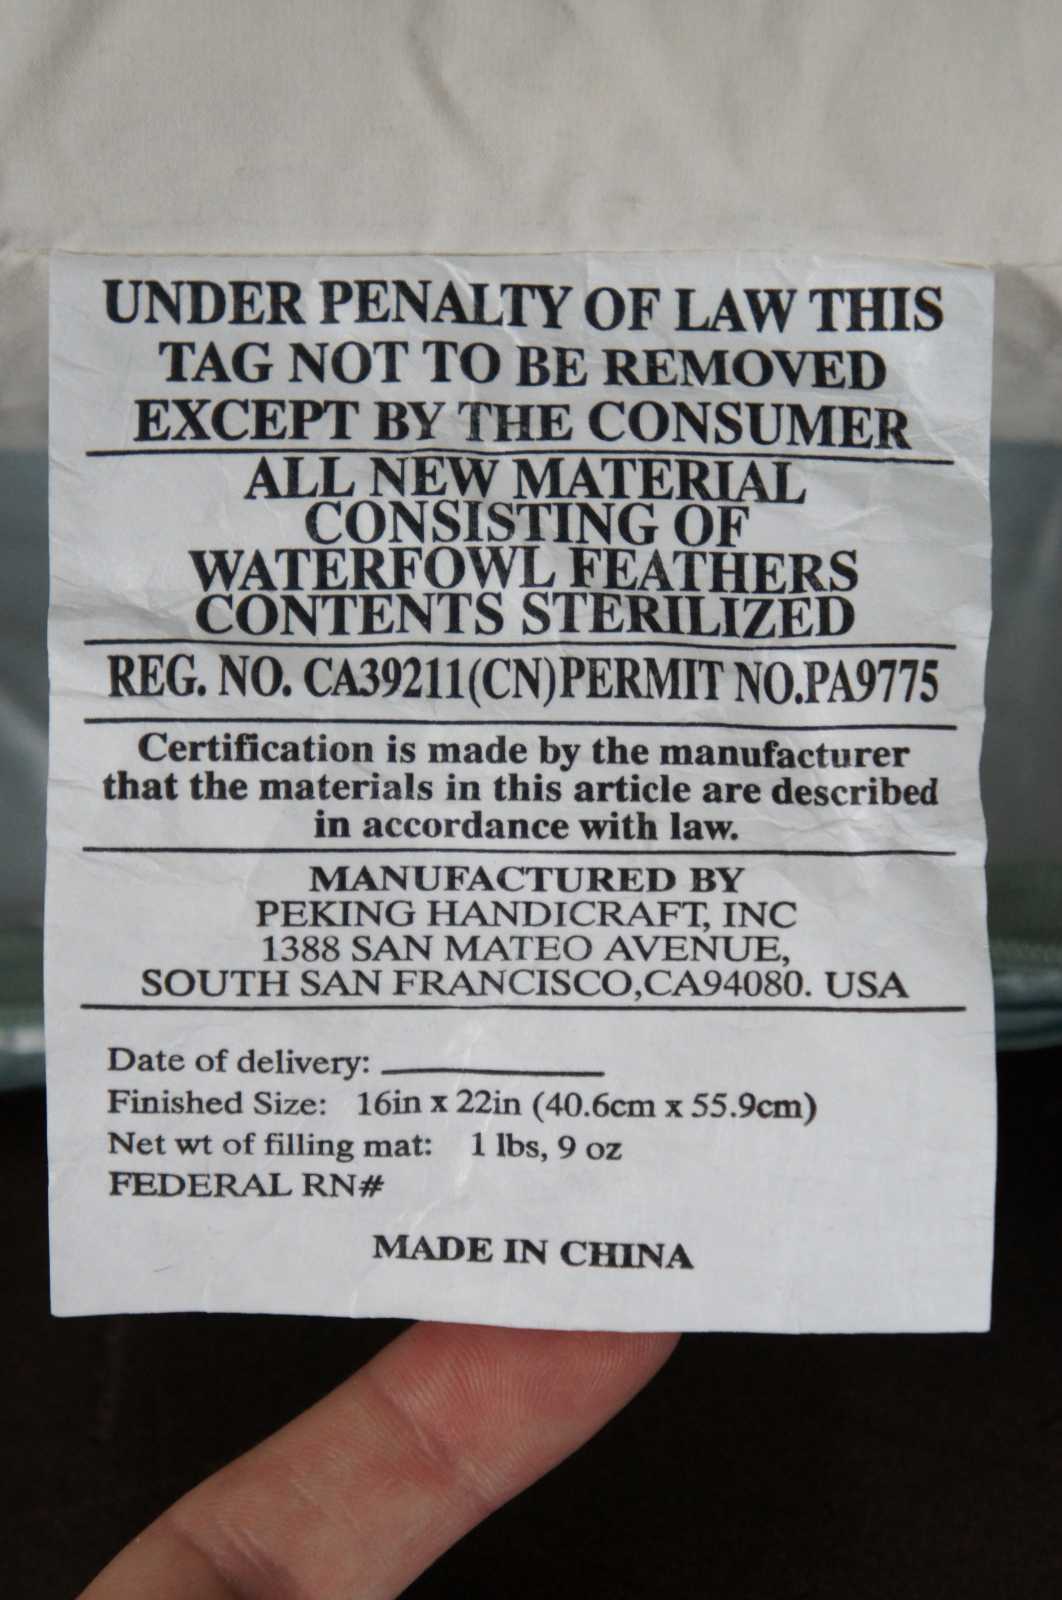 UNDER PENALTY OF LAW THIS
TAG NOT TO BE REMOVED
EXCEPT BY THE CONSUMER
ALL NEW MATERIAL
CONSISTING OF
WATERFOWL FEATHERS
CONTENTS STERILIZED
REG. NO. CA39211(CN)PERMIT NO.PA9775
Certification is made by the manufacturer
that the materials in this article are described
in accordance with law.
MANUFACTURED BY
PEKING HANDICRAFT, INC
1388 SAN MATEO AVENUE,
SOUTH SAN FRANCISCO,CA94080. USA
Date of delivery: ____________
Finished Size: 16in x 22in (40.6cm x 55.9cm)
Net wt of filling mat: 1 lbs, 9 oz
FEDERAL RN#
MADE IN CHINA